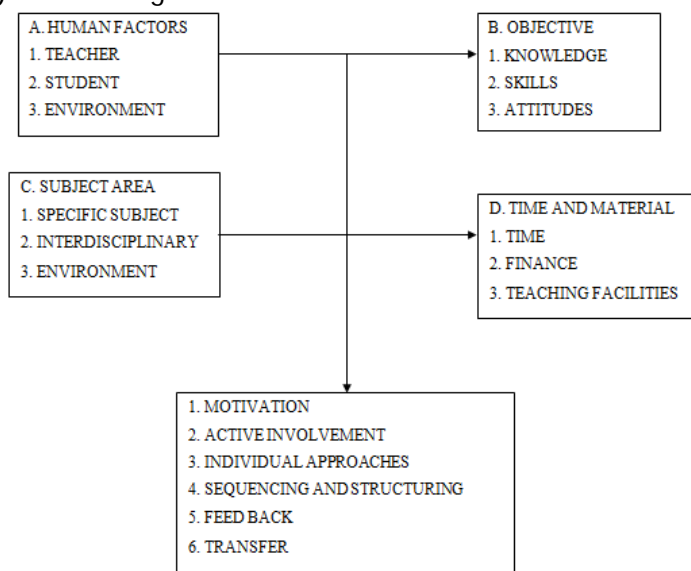 A. HUMAN FACTORS
1. TEACHER
2. STUDENT
3. ENVIRONMENT
B. OBJECTIVE
1. KNOWLEDGE
2. SKILLS
3. ATTITUDES
C. SUBJECT AREA
1. SPECIFIC SUBJECT
2. INTERDISCIPLINARY
3. ENVIRONMENT
D. TIME AND MATERIAL
1. TIME
2. FINANCE
3. TEACHING FACILITIES
1. MOTIVATION
2. ACTIVE INVOLVEMENT
3. INDIVIDUAL APPROACHES
4. SEQUENCING AND STRUCTURING
5. FEED BACK
6. TRANSFER